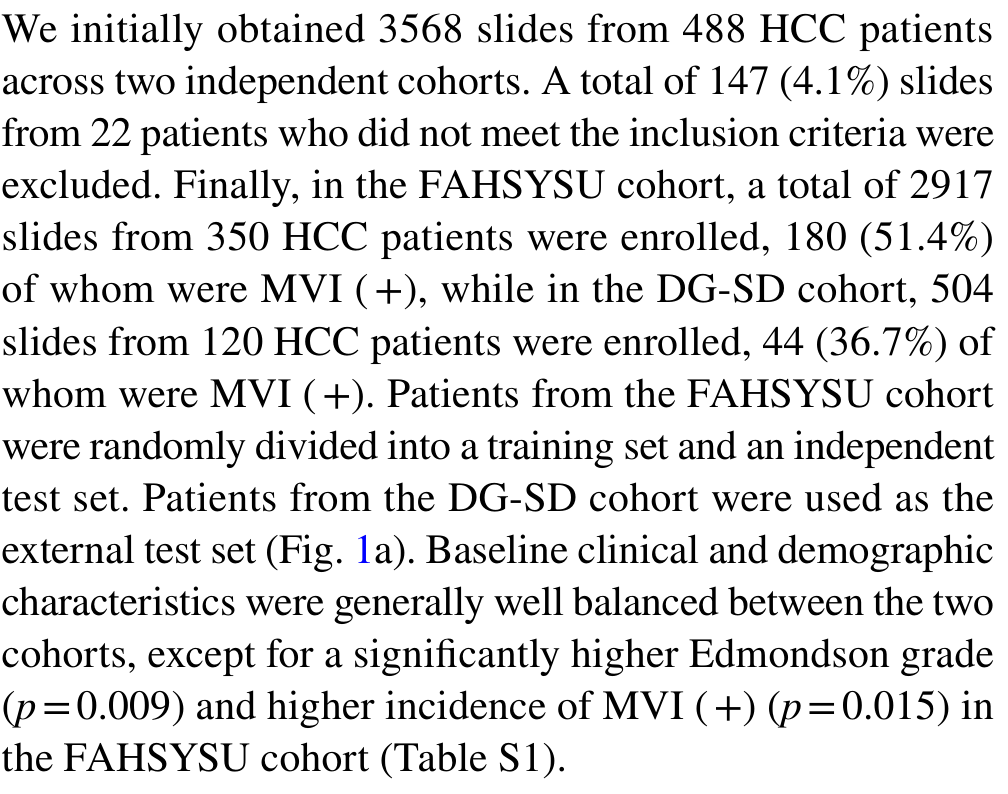 We initially obtained 3568 slides from 488 HCC patients
across two independent cohorts. A total of 147 (4.1%) slides
from 22 patients who did not meet the inclusion criteria were
excluded. Finally, in the FAHSYSU cohort, a total of 2917
slides from 350 HCC patients were enrolled, 180 (51.4%)
of whom were MVI (+), while in the DG-SD cohort, 504
slides from 120 HCC patients were enrolled, 44 (36.7%) of
whom were MVI (+). Patients from the FAHSYSU cohort
were randomly divided into a training set and an independent
test set. Patients from the DG-SD cohort were used as the
external test set (Fig. 1a). Baseline clinical and demographic
characteristics were generally well balanced between the two
cohorts, except for a significantly higher Edmondson grade
(p=0.009) and higher incidence of MVI (+) (p=0.015) in
the FAHSYSU cohort (Table S1).